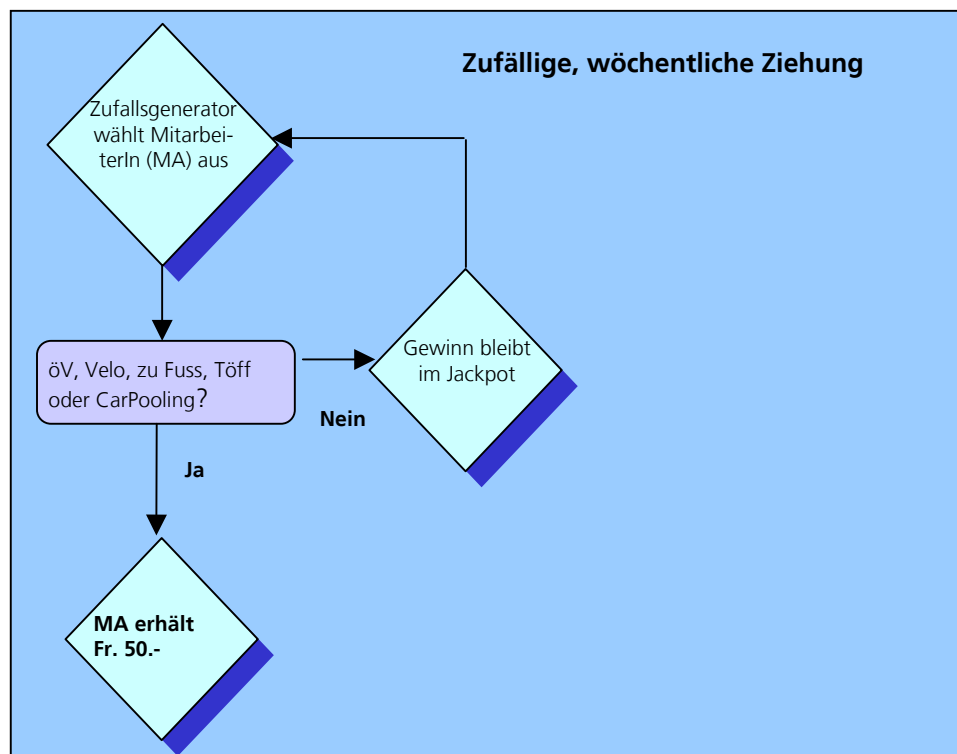 Zufällige, wöchentliche Ziehung
Zufallsgenerator
wählt Mitarbei-
terIn (MA) aus
Gewinn bleibt
im Jackpot
öV, Velo, zu Fuss, Töff
oder CarPooling?
Nein
Ja
MA erhält
Fr. 50.-